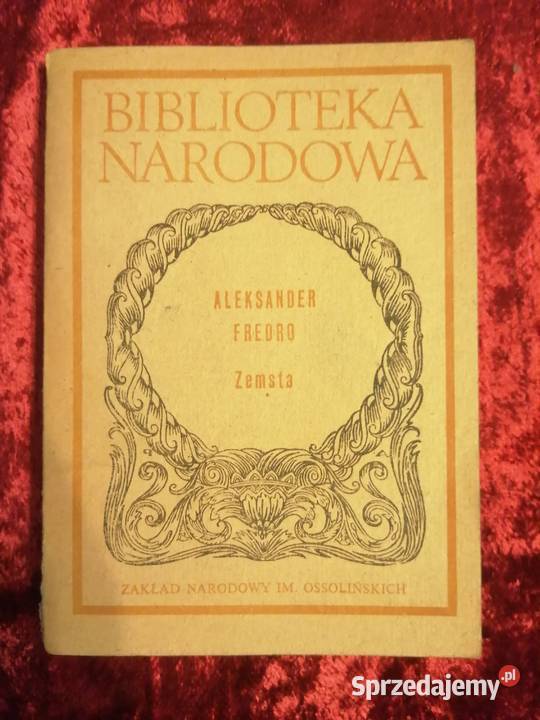 BIBLIOTEKA
NARODOWA
ALEKSANDER
FREDRO
Zemsta
ZAKŁAD NARODOWY IM. OSSOLIŃSKICH
Sprzedajemy.pl